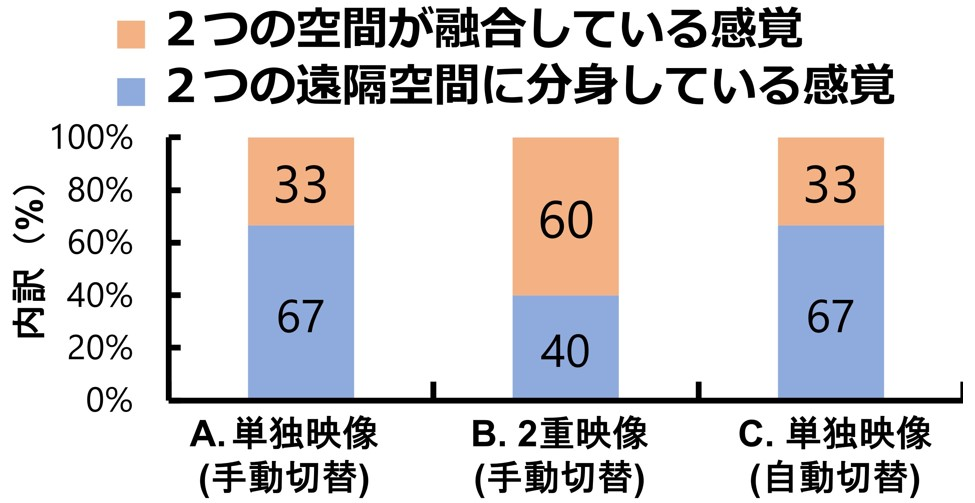 ２つの空間が融合している感覚
２つの遠隔空間に分身している感覚
100%
80%
60%
40%
20%
0%
内訳（%）
33
60
33
67
40
67
A. 単独映像
(手動切替)
B. 2重映像
(手動切替)
C. 単独映像
(自動切替)